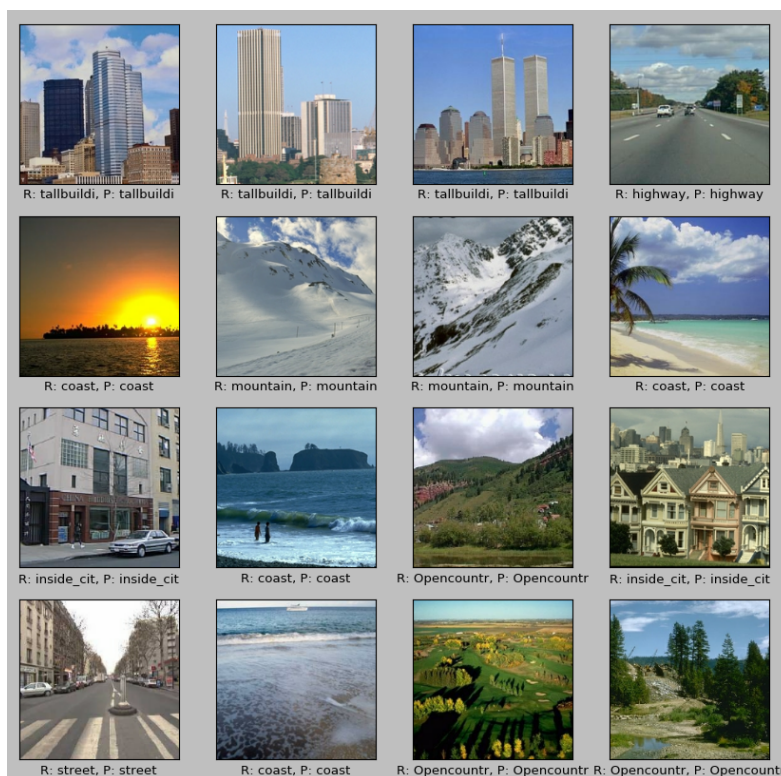 R: tallbuildi, P: tallbuildi
R: tallbuildi, P: tallbuildi
R: tallbuildi, P: tallbuildi
R: highway, P: highway
R: coast, P: coast
R: mountain, P: mountain
R: mountain, P: mountain
R: coast, P: coast
R: inside_cit, P: inside_cit
R: coast, P: coast
R: Opencountr, P: Opencountr
R: inside_cit, P: inside_cit
R: street, P: street
R: coast, P: coast
R: Opencountr, P: Opencountr
R: Opencountr, P: Opencount